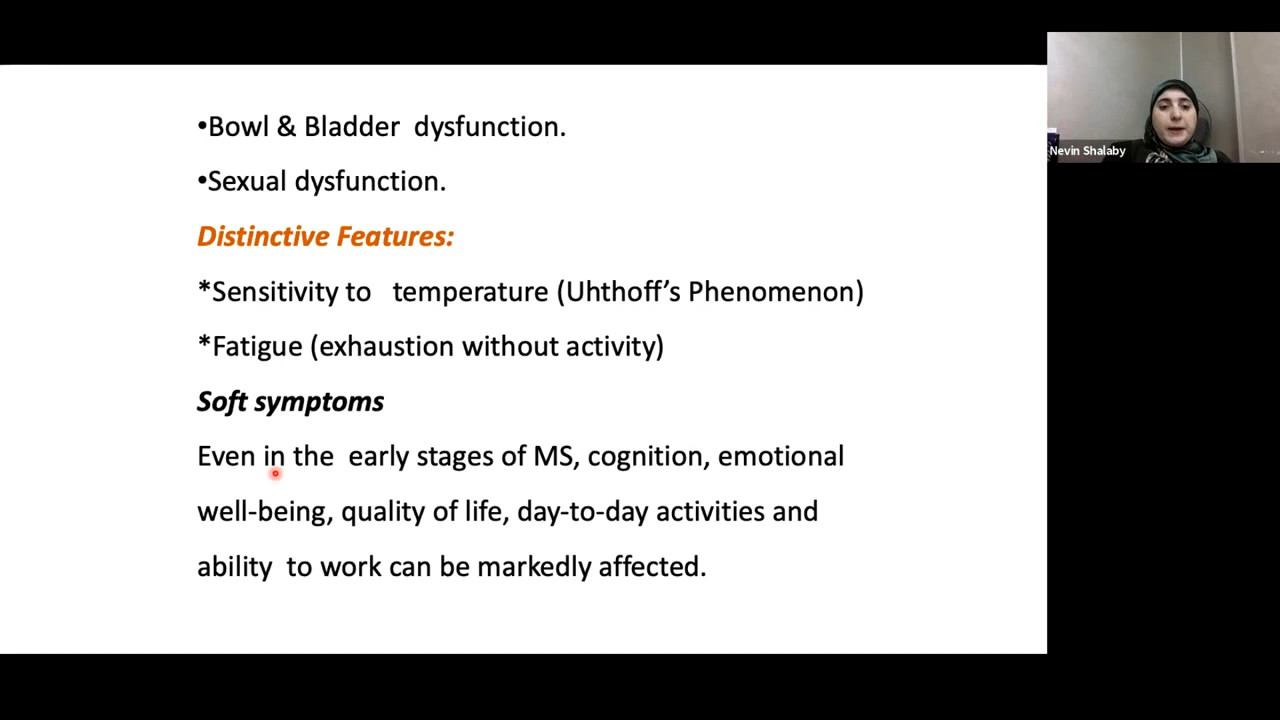 •Bowl & Bladder dysfunction.
•Sexual dysfunction.
Distinctive Features:
*Sensitivity to temperature (Uhthoff’s Phenomenon)
*Fatigue (exhaustion without activity)
Soft symptoms
Even in the early stages of MS, cognition, emotional
well-being, quality of life, day-to-day activities and
ability to work can be markedly affected.
Nevin Shalaby